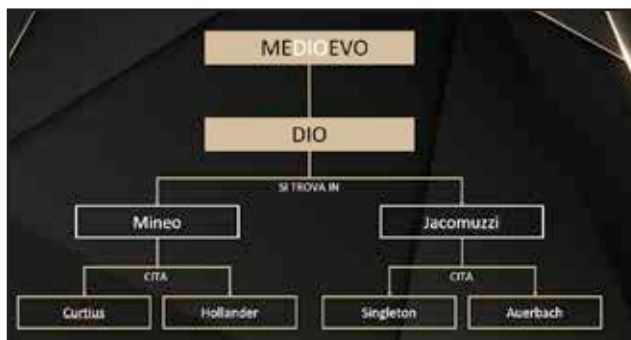 MEDIOEVO
DIO
SI TROVA IN
Mineo
Jacomuzzi
CITA
CITA
Curtius
Hollander
Singleton
Auerbach